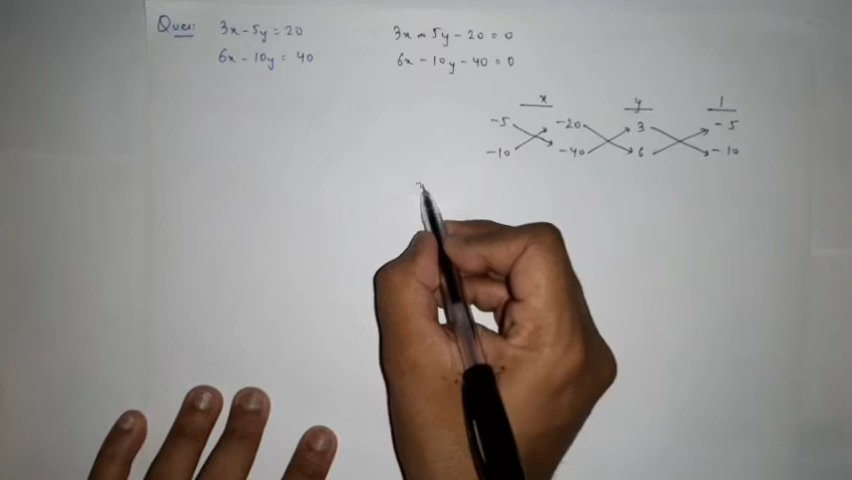 Ques: 3x - 5y = 20
6x - 10y = 40
3x - 5y - 20 = 0
6x - 10y - 40 = 0
x y 1
-5 -20 3 -5
-10 -40 6 -10